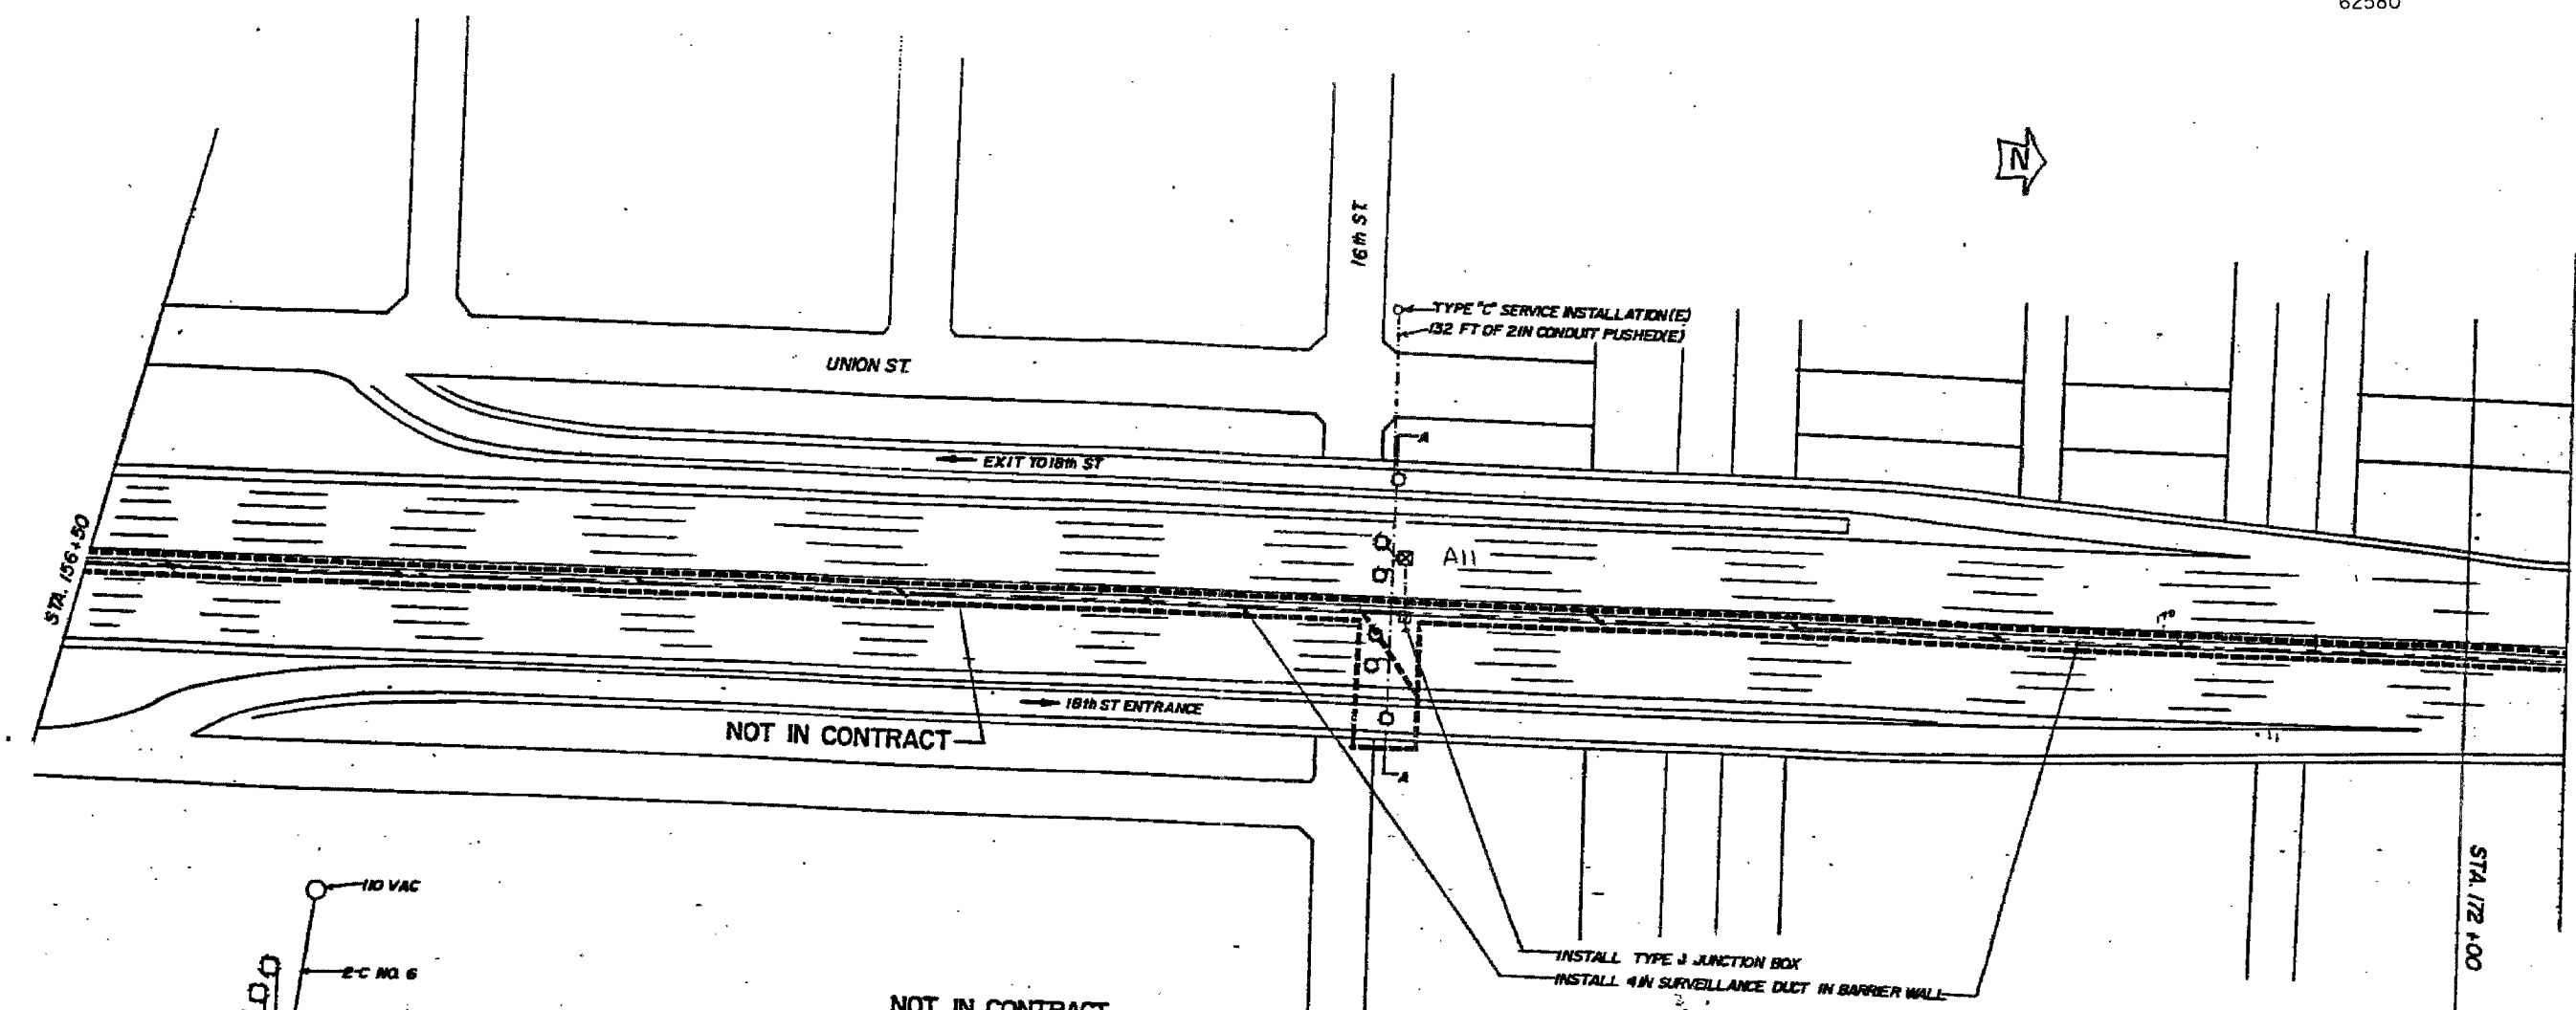 62580
N
16th ST
TYPE "C" SERVICE INSTALLATION(E)
132 FT OF 2IN CONDUIT PUSHED(E)
UNION ST.
A
EXIT TO 18th ST
STA. 156+50
A11
18th ST ENTRANCE
NOT IN CONTRACT
A
110 VAC
2-C NO. 6
INSTALL TYPE J JUNCTION BOX
INSTALL 4IN SURVEILLANCE DUCT IN BARRIER WALL
STA. 172+00
NOT IN CONTRACT